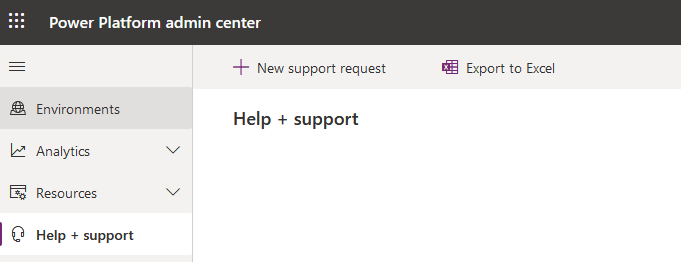 Power Platform admin center
New support request
Export to Excel
Environments
Help + support
Analytics
Resources
Help + support